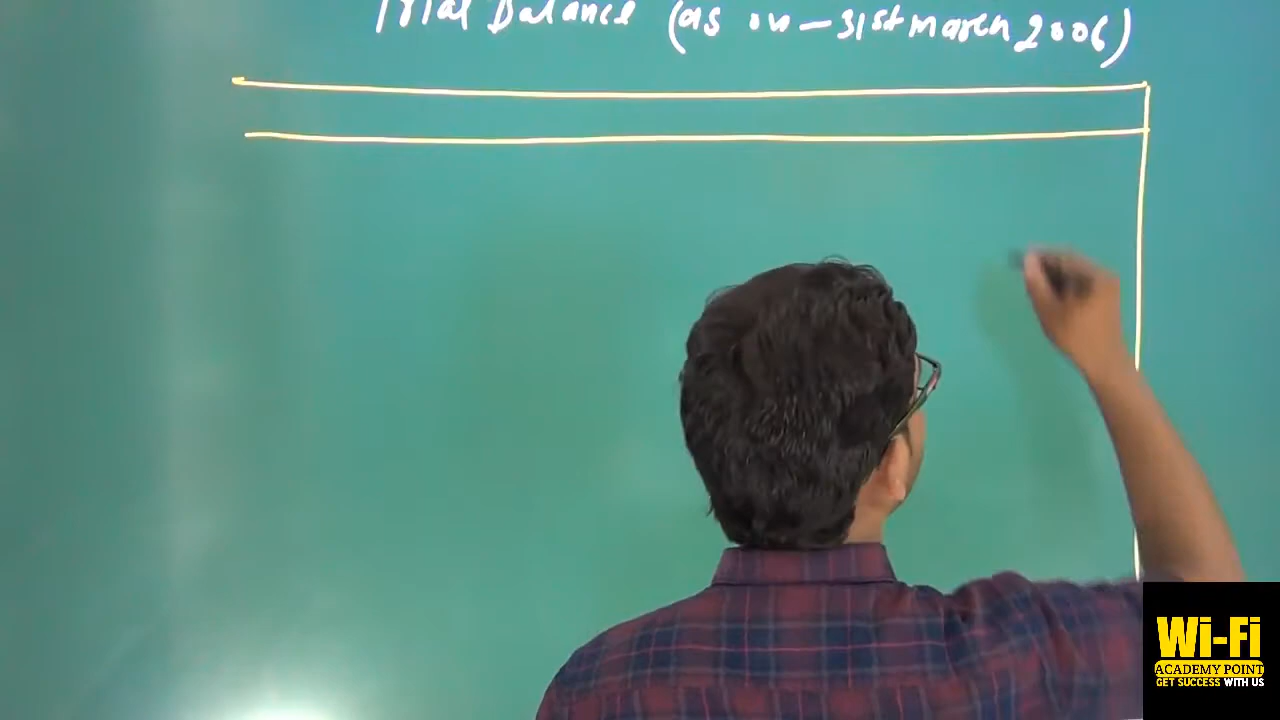 Trial Balance (as on - 31st march 2006)
Wi-Fi
ACADEMY POINT
GET SUCCESS WITH US